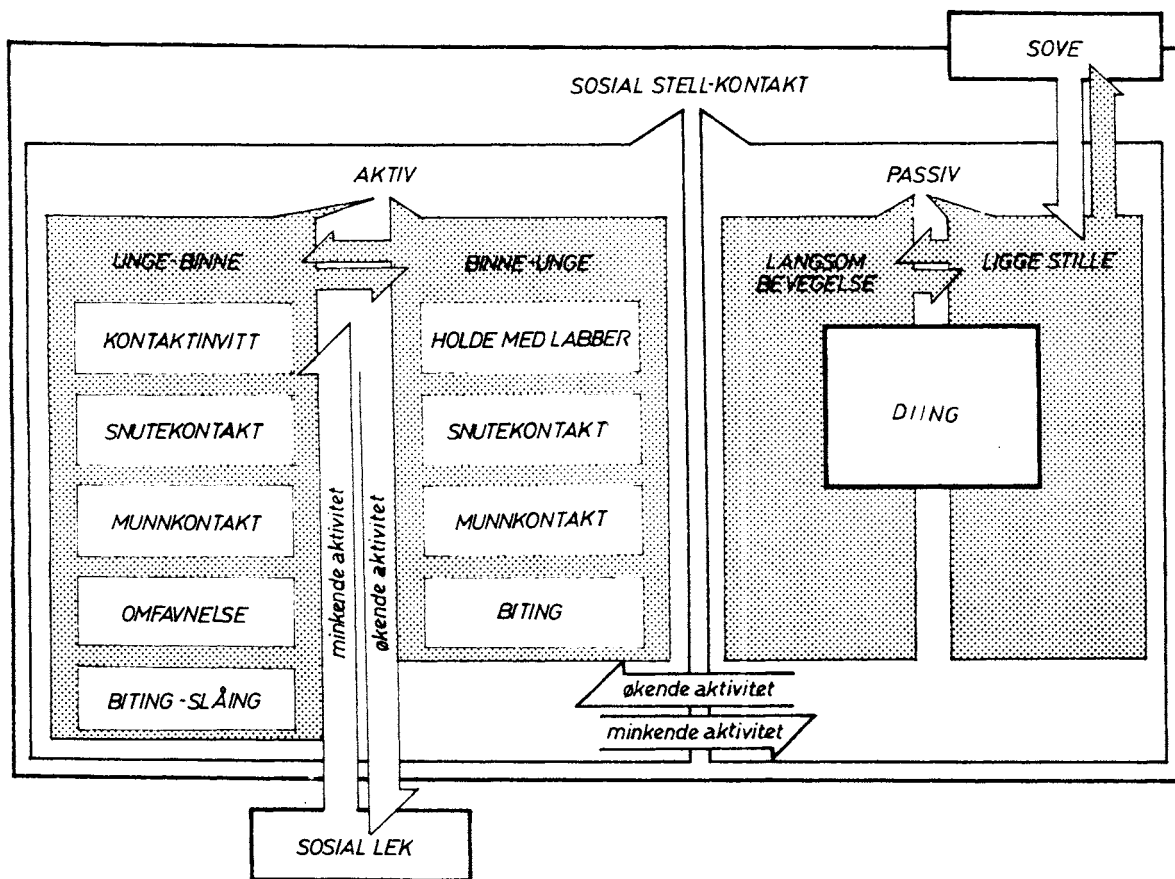 SOVE
SOSIAL STELL-KONTAKT
AKTIV
PASSIV
UNGE-BINNE
BINNE-UNGE
LANGSOM
BEVEGELSE
LIGGE STILLE
KONTAKTINVITT
HOLDE MED LABBER
SNUTEKONTAKT
SNUTEKONTAKT
DIING
MUNNKONTAKT
MUNNKONTAKT
OMFAVNELSE
BITING
BITING-SLÅING
minkende aktivitet
økende aktivitet
økende aktivitet
minkende aktivitet
SOSIAL LEK